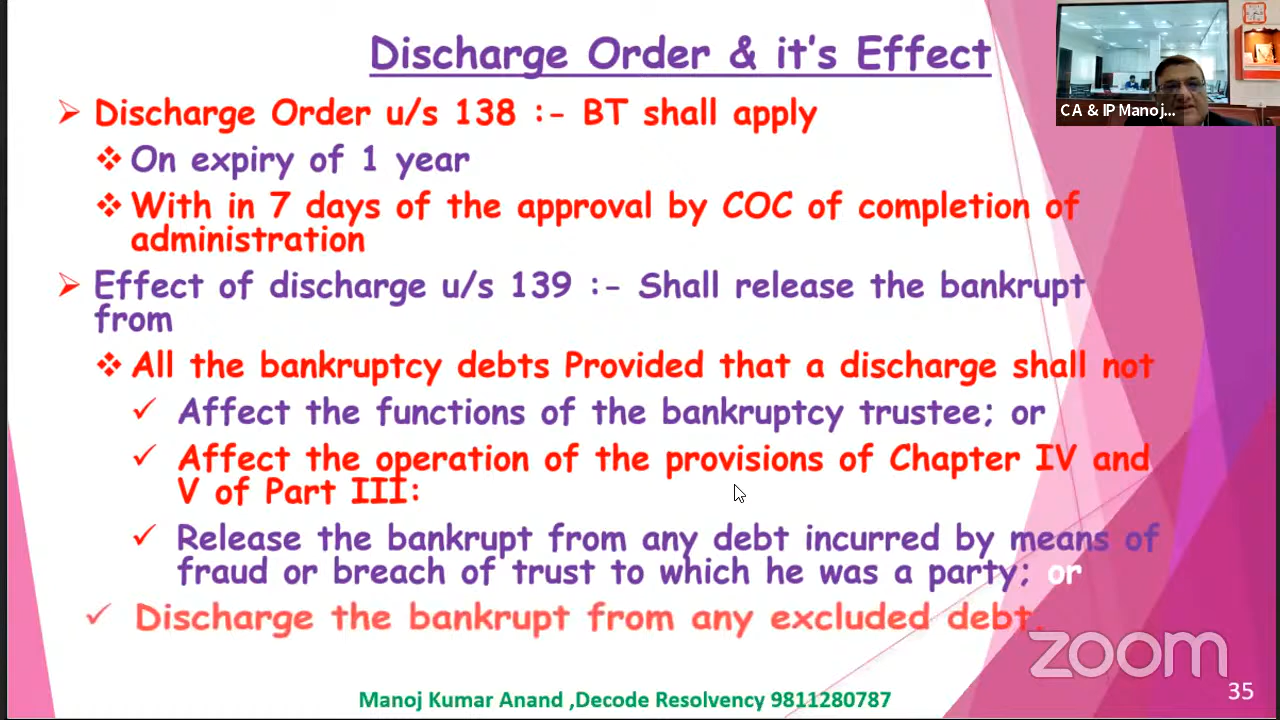 Discharge Order & it's Effect
CA & IP Manoj...
➢ Discharge Order u/s 138 :- BT shall apply
❖ On expiry of 1 year
❖ With in 7 days of the approval by COC of completion of
administration
➢ Effect of discharge u/s 139 :- Shall release the bankrupt
from
❖ All the bankruptcy debts Provided that a discharge shall not
✓ Affect the functions of the bankruptcy trustee; or
✓ Affect the operation of the provisions of Chapter IV and
V of Part III:
✓ Release the bankrupt from any debt incurred by means of
fraud or breach of trust to which he was a party; or
✓ Discharge the bankrupt from any excluded debt.
zoom
Manoj Kumar Anand ,Decode Resolvency 9811280787
35